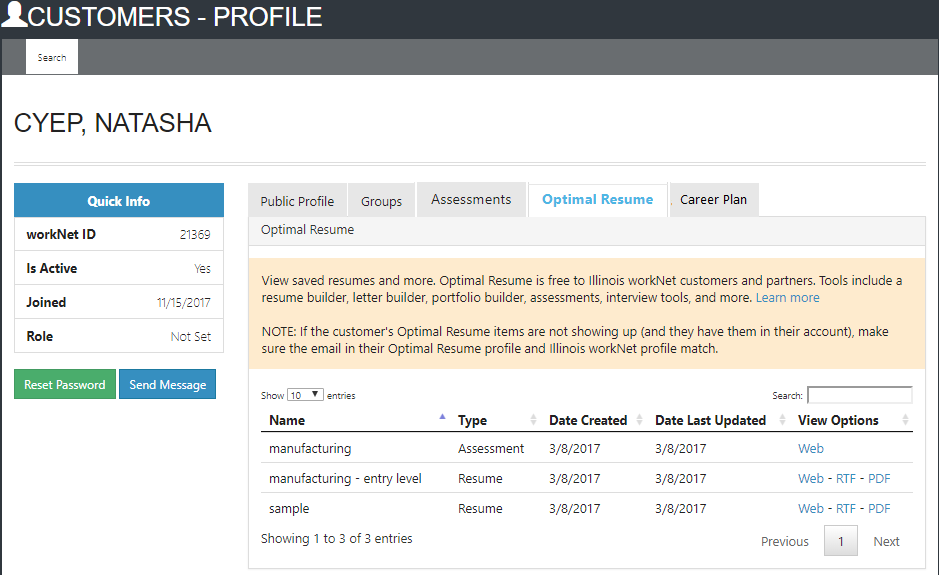 CUSTOMERS - PROFILE
Search
CYEP, NATASHA
Quick Info
workNet ID 21369
Is Active Yes
Joined 11/15/2017
Role Not Set
Reset Password Send Message
Public Profile Groups Assessments Optimal Resume Career Plan
Optimal Resume
View saved resumes and more. Optimal Resume is free to Illinois workNet customers and partners. Tools include a
resume builder, letter builder, portfolio builder, assessments, interview tools, and more. Learn more
NOTE: If the customer's Optimal Resume items are not showing up (and they have them in their account), make
sure the email in their Optimal Resume profile and Illinois workNet profile match.
Show 10 entries Search:
Name Type Date Created Date Last Updated View Options
manufacturing Assessment 3/8/2017 3/8/2017 Web
manufacturing - entry level Resume 3/8/2017 3/8/2017 Web - RTF - PDF
sample Resume 3/8/2017 3/8/2017 Web - RTF - PDF
Showing 1 to 3 of 3 entries
Previous 1 Next